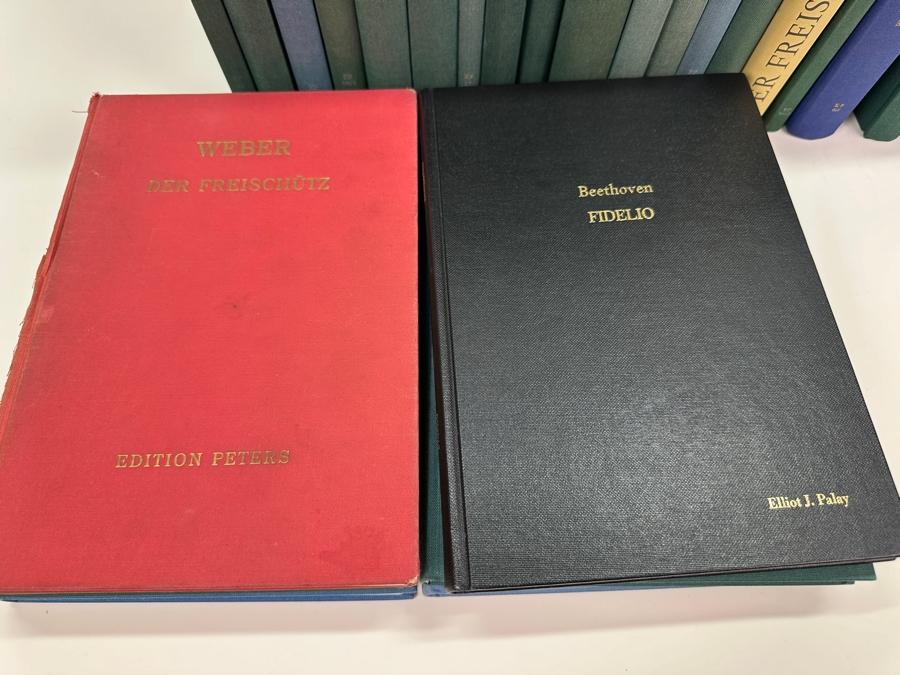 WEBER
DER FREISCHÜTZ
EDITION PETERS
Beethoven
FIDELIO
Elliot J. Palay
ER FREIS